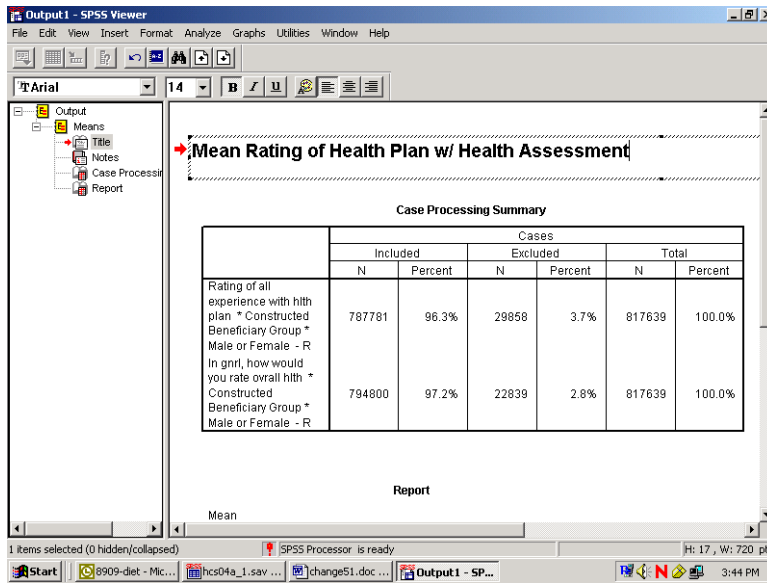 Output1 - SPSS Viewer
File Edit View Insert Format Analyze Graphs Utilities Window Help
Arial 14 B I U
Output
Means
Title
Notes
Case Processin
Report
Mean Rating of Health Plan w/ Health Assessment
Case Processing Summary
Cases
Included Excluded Total
N Percent N Percent N Percent
Rating of all
experience with hlth
plan * Constructed
Beneficiary Group *
Male or Female - R
787781 96.3% 29858 3.7% 817639 100.0%
In gnrl, how would
you rate ovrall hlth *
Constructed
Beneficiary Group *
Male or Female - R
794800 97.2% 22839 2.8% 817639 100.0%
Report
Mean
1 items selected (0 hidden/collapsed) SPSS Processor is ready H: 17 , W: 720 pt
Start 8909-diet - Mic... hcs04a_1.sav ... change51.doc ... Output1 - SP... N 3:44 PM